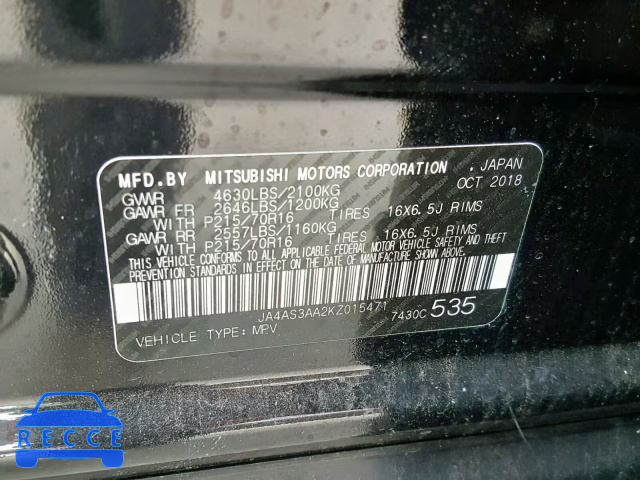 MFD.BY MITSUBISHI MOTORS CORPORATION . JAPAN
OCT 2018
GVWR 4630LBS/2100KG
GAWR FR 2646LBS/1200KG
WITH P215/70R16 TIRES 16X6.5J RIMS
GAWR RR 2557LBS/1160KG
WITH P215/70R16 TIRES 16X6.5J RIMS
THIS VEHICLE CONFORMS TO ALL APPLICABLE FEDERAL MOTOR VEHICLE SAFETY AND THEFT
PREVENTION STANDARDS IN EFFECT ON THE DATE OF MANUFACTURE SHOWN ABOVE.
JA4AS3AA2KZ015471 7430C 535
VEHICLE TYPE: MPV
RECCE